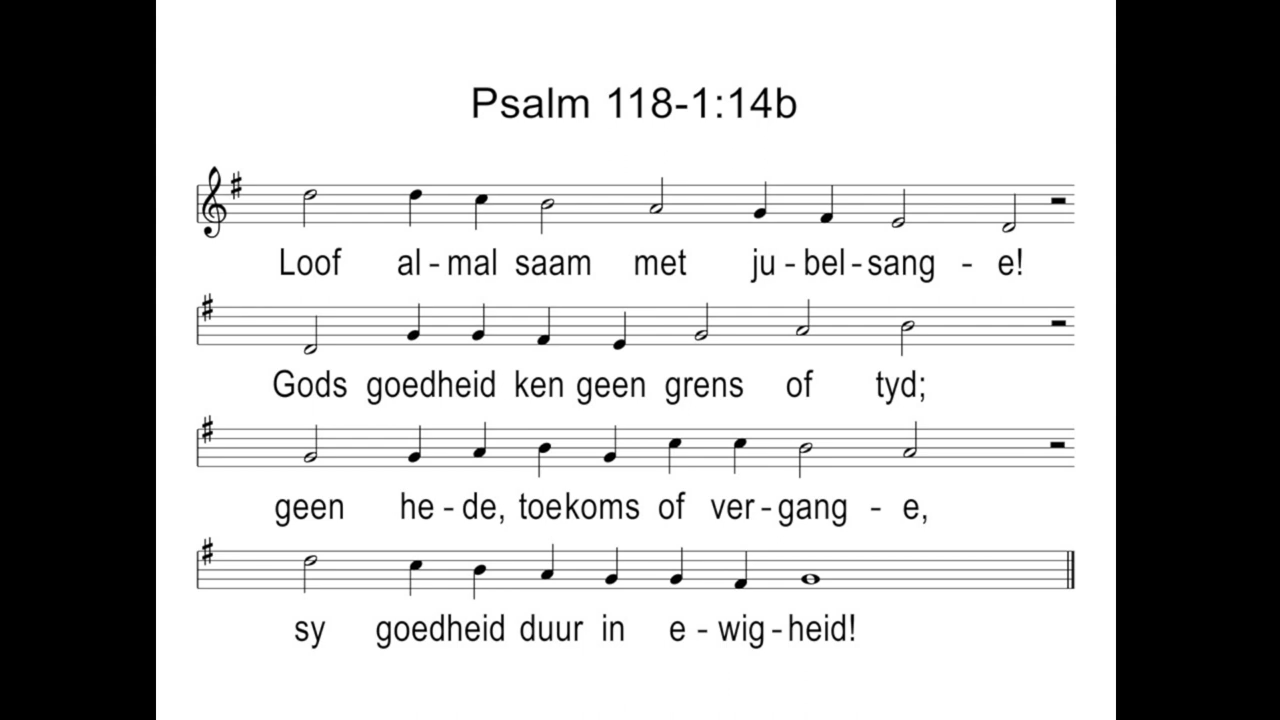 Psalm 118-1:14b
Loof al-mal saam met ju-bel-sang - e!
Gods goedheid ken geen grens of tyd;
geen he-de, toekoms of ver-gang - e,
sy goedheid duur in e-wig-heid!